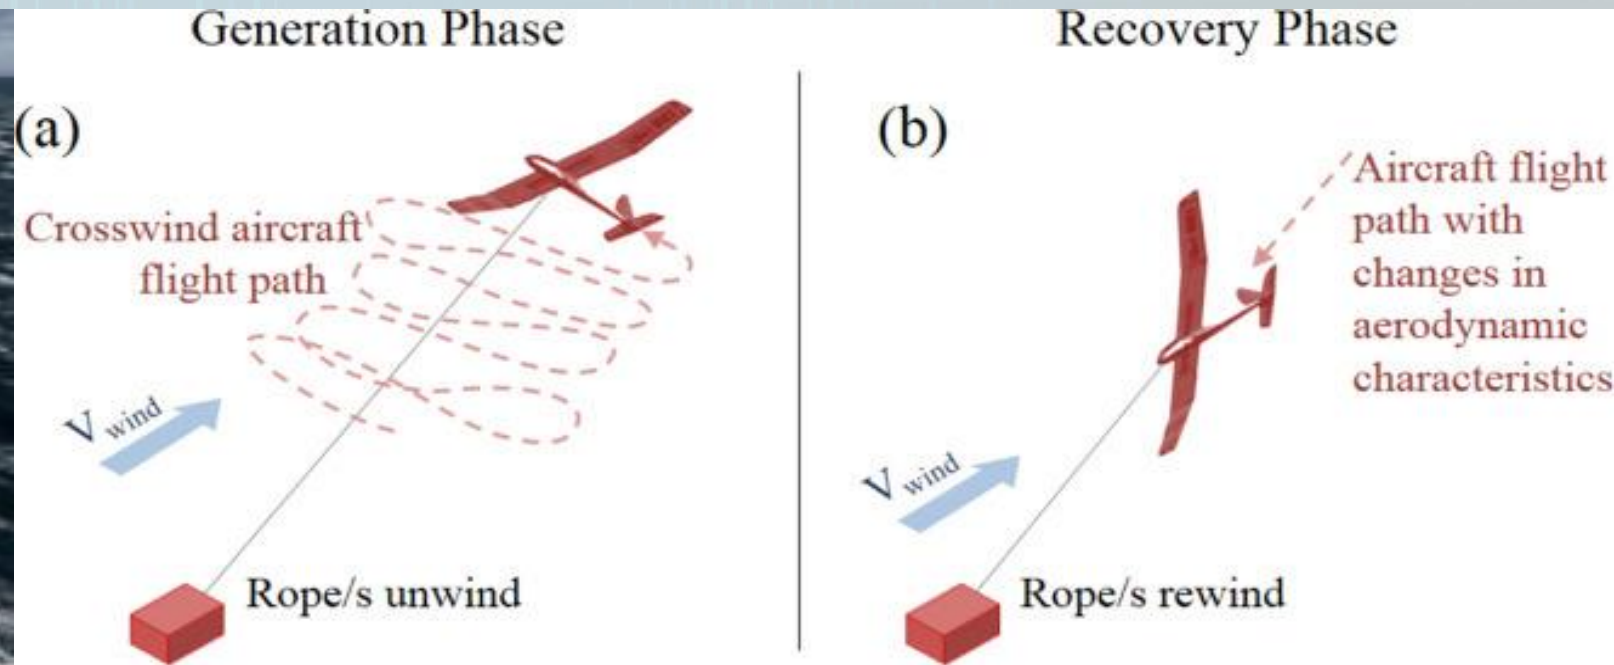 Generation Phase
(a)
Crosswind aircraft
flight path
V wind
Rope/s unwind
Recovery Phase
(b)
Aircraft flight
path with
changes in
aerodynamic
characteristics
V wind
Rope/s rewind